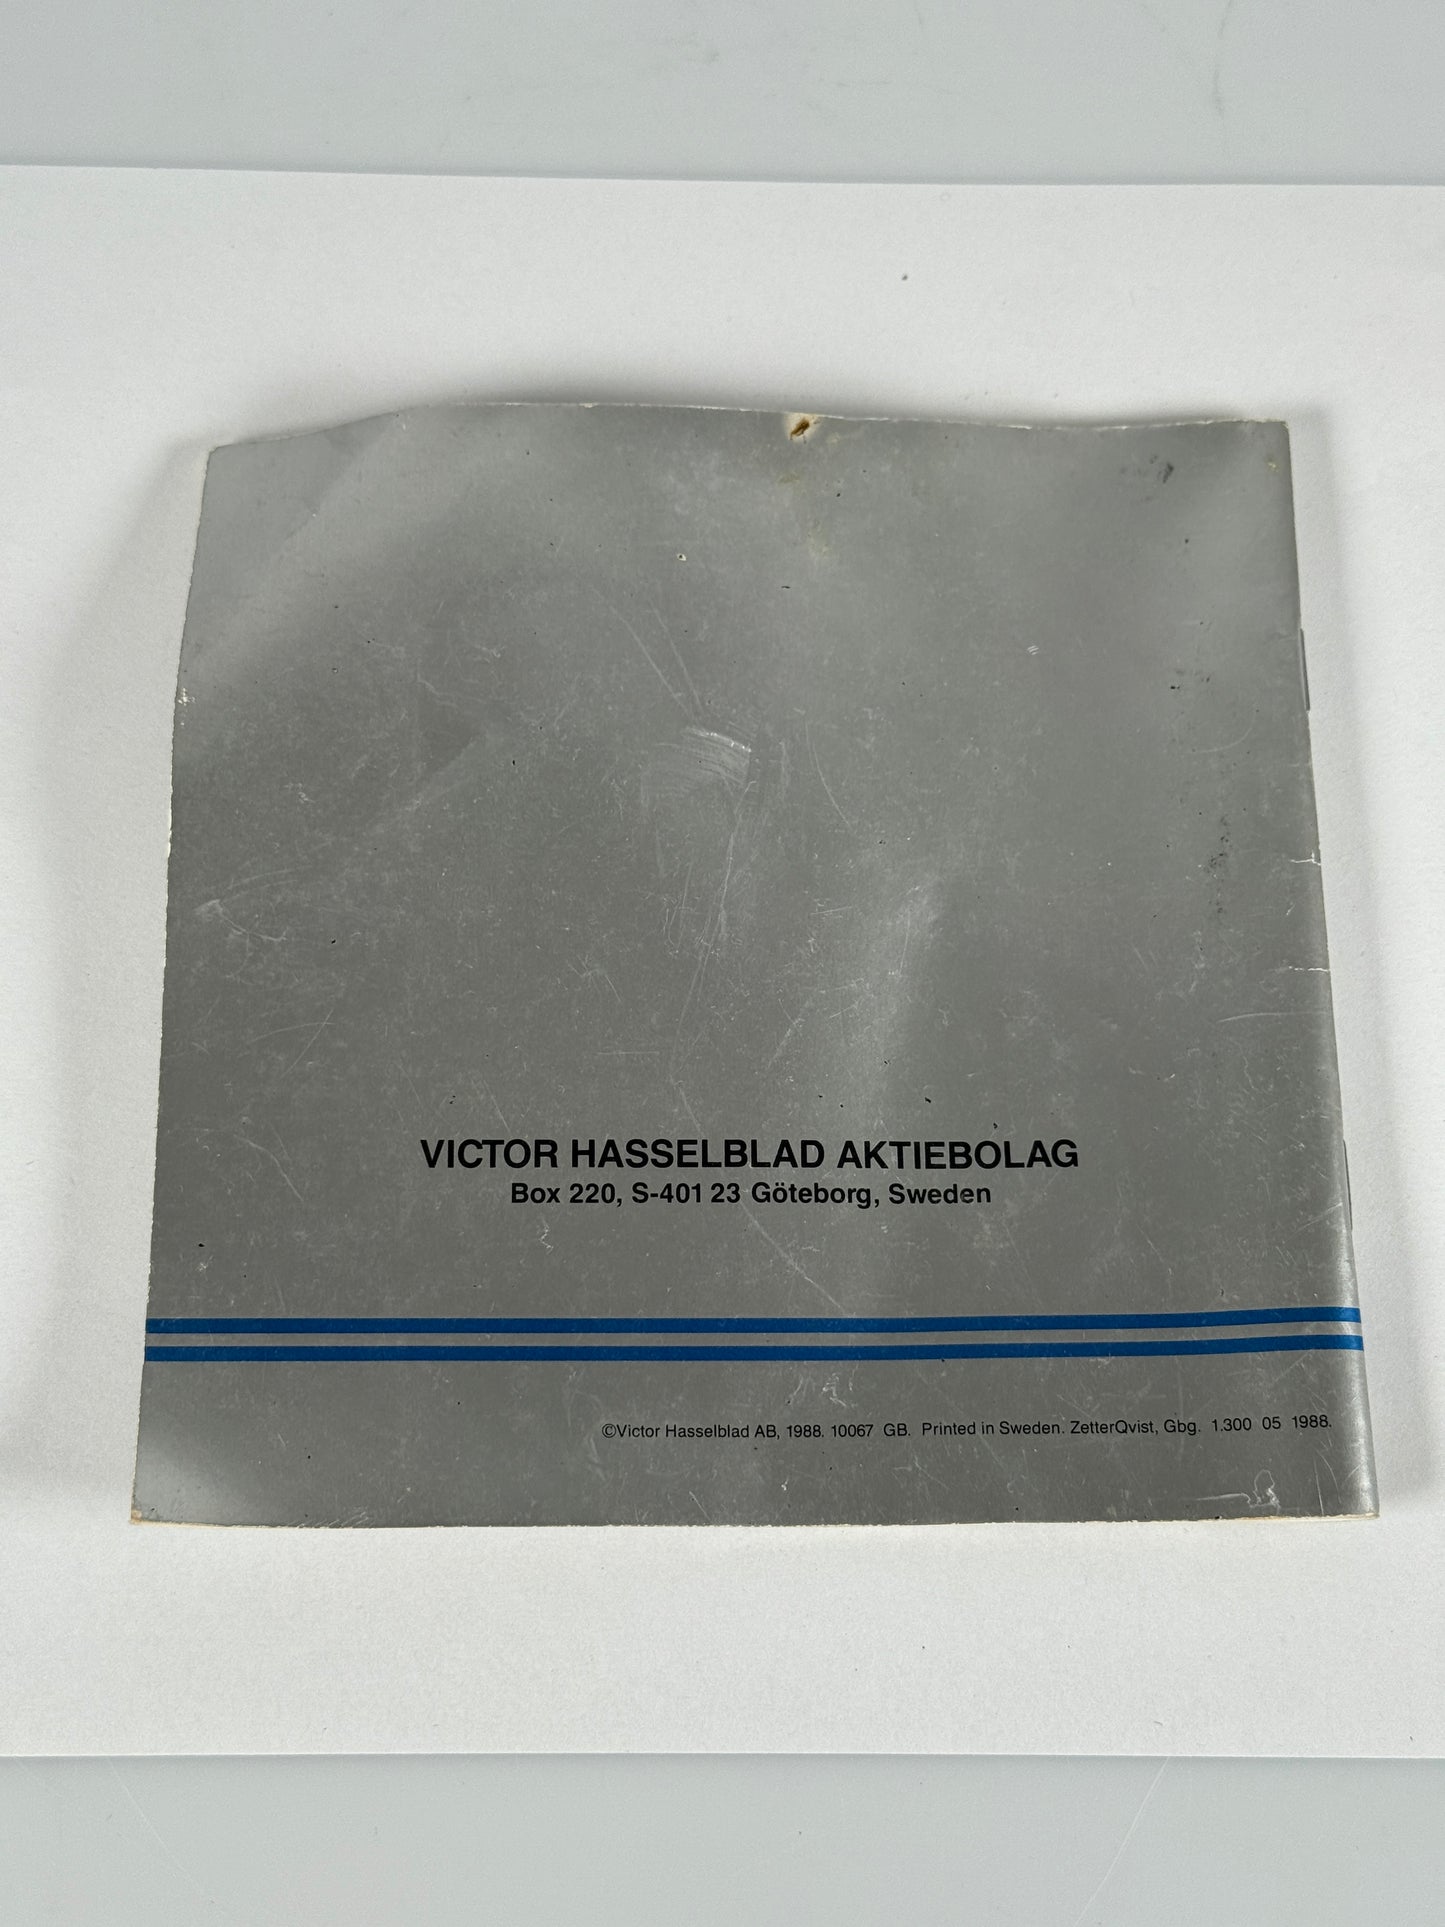 VICTOR HASSELBLAD AKTIEBOLAG
Box 220, S-401 23 Göteborg, Sweden
©Victor Hasselblad AB, 1988. 10067 GB. Printed in Sweden. ZetterQvist, Gbg. 1.300 05 1988.